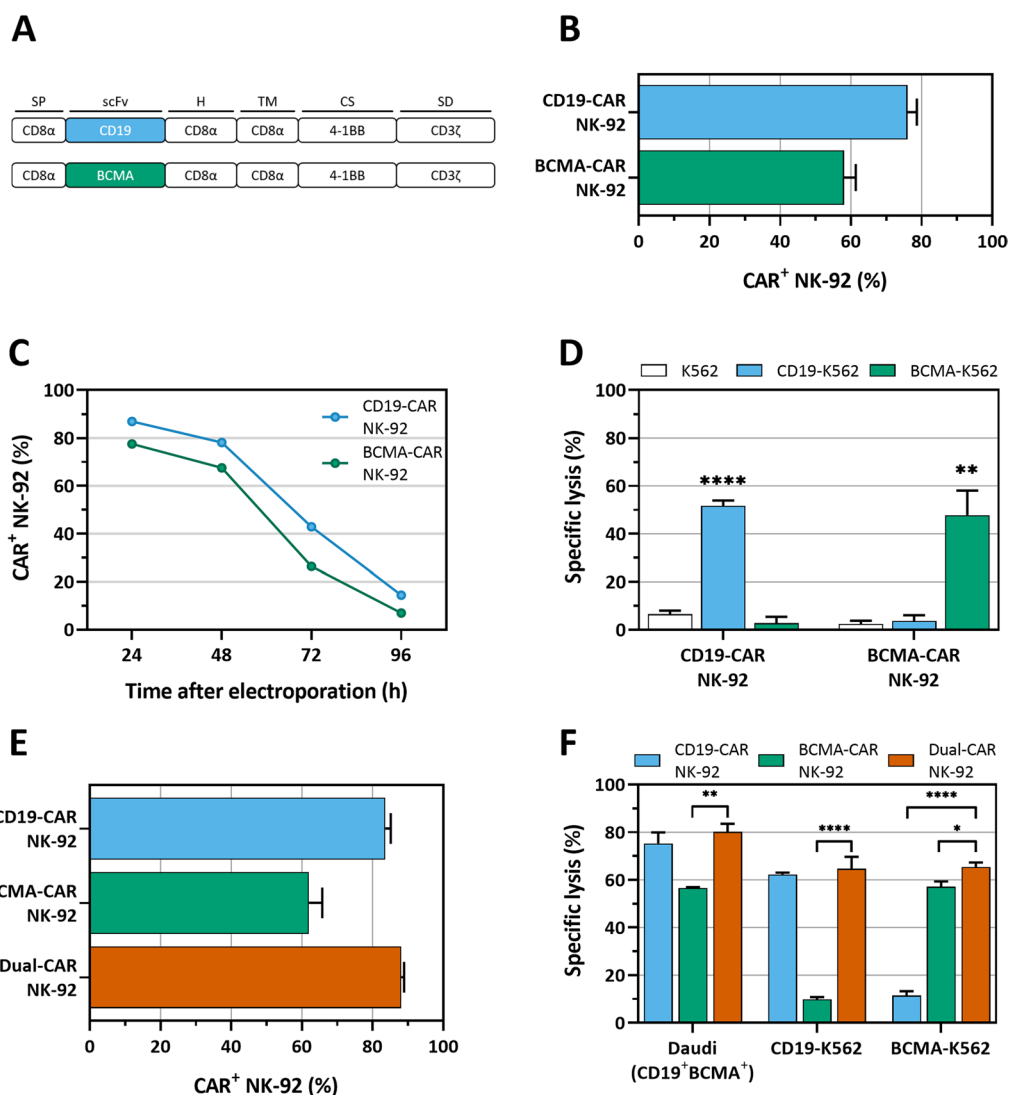 A
SP scFv H TM CS SD
CD8α CD19 CD8α CD8α 4-1BB CD3ζ
CD8α BCMA CD8α CD8α 4-1BB CD3ζ
B
CD19-CAR
NK-92
BCMA-CAR
NK-92
0 20 40 60 80 100
CAR+ NK-92 (%)
C
100
80
60
40
20
0
CAR+ NK-92 (%)
CD19-CAR
NK-92
BCMA-CAR
NK-92
24 48 72 96
Time after electroporation (h)
D
K562 CD19-K562 BCMA-K562
100
80
60
40
20
0
Specific lysis (%)
****
**
CD19-CAR
NK-92
BCMA-CAR
NK-92
E
CD19-CAR
NK-92
CMA-CAR
NK-92
Dual-CAR
NK-92
0 20 40 60 80 100
CAR+ NK-92 (%)
F
CD19-CAR
NK-92
BCMA-CAR
NK-92
Dual-CAR
NK-92
100
80
60
40
20
0
Specific lysis (%)
**
****
****
*
Daudi
(CD19+BCMA+)
CD19-K562
BCMA-K562